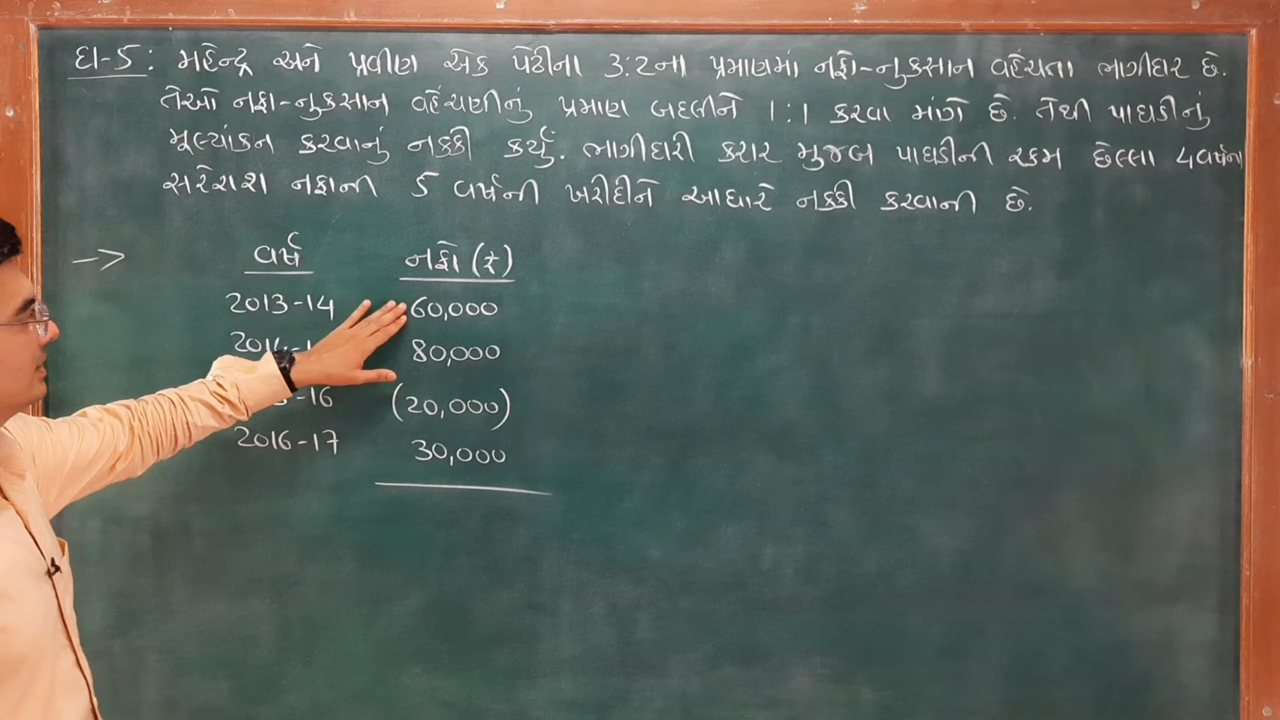 દા-5: મહેન્દ્ર અને પ્રવીણ એક પેઢીના 3:2ના પ્રમાણમાં નફો-નુકસાન વહેંચતા ભાગીદાર છે.
તેઓ નફા-નુકસાન વહેંચણીનું પ્રમાણ બદલીને 1:1 કરવા માંગે છે. તેથી પાઘડીનું
મૂલ્યાંકન કરવાનું નક્કી કર્યું. ભાગીદારી કરાર મુજબ પાઘડીની રકમ છેલ્લા 4 વર્ષના
સરેરાશ નફાની 5 વર્ષની ખરીદીને આધારે નક્કી કરવાની છે.
-> વર્ષ નફો (₹)
2013-14 60,000
80,000
-16 (20,000)
2016-17 30,000